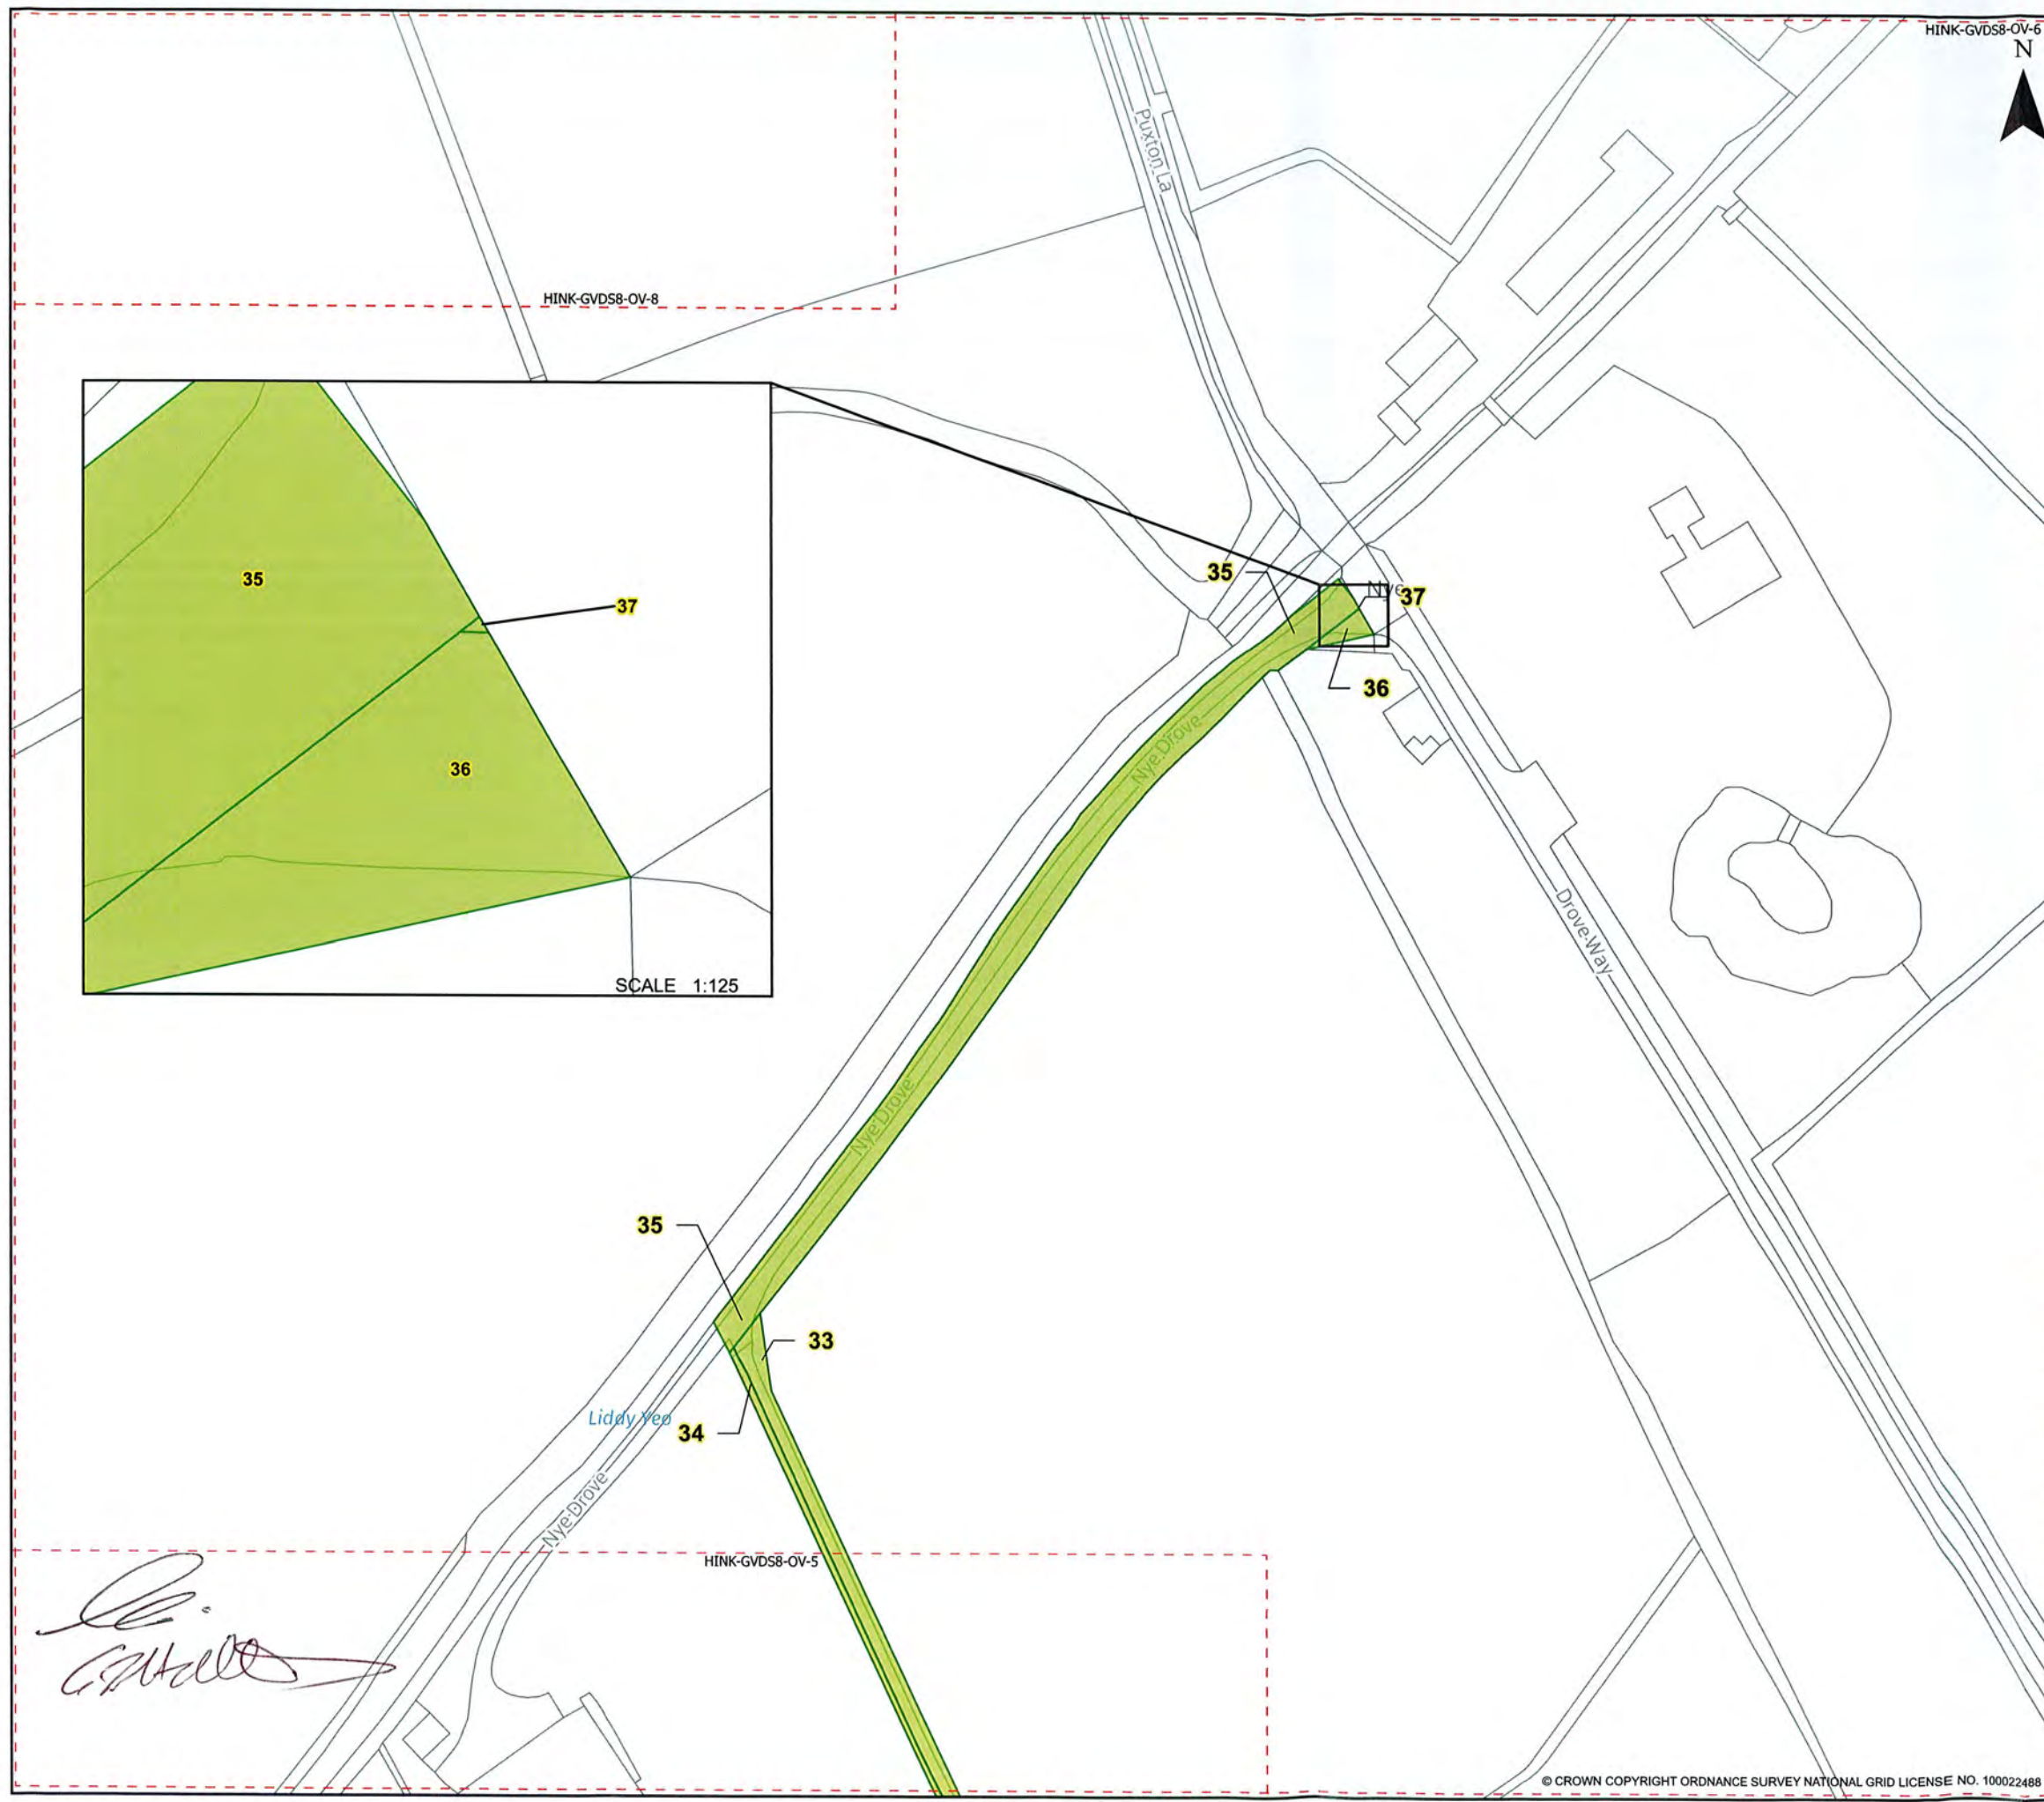 HINK-GVDS8-OV-6
N
Puxton La
HINK-GVDS8-OV-8
35
37
36
SCALE 1:125
35
Nye
37
36
Nye Drove
Drove Way
Nye Drove
35
33
Liddy Yeo
34
Nye Drove
HINK-GVDS8-OV-5
© CROWN COPYRIGHT ORDNANCE SURVEY NATIONAL GRID LICENSE NO. 100022488